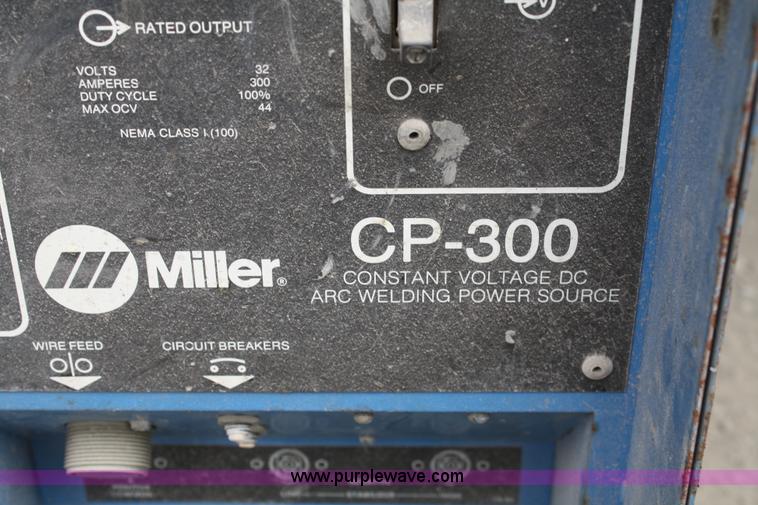 RATED OUTPUT
VOLTS 32
AMPERES 300
DUTY CYCLE 100%
MAX OCV 44
NEMA CLASS I (100)
V
OFF
Miller®
CP-300
CONSTANT VOLTAGE DC
ARC WELDING POWER SOURCE
WIRE FEED
CIRCUIT BREAKERS
www.purplewave.com